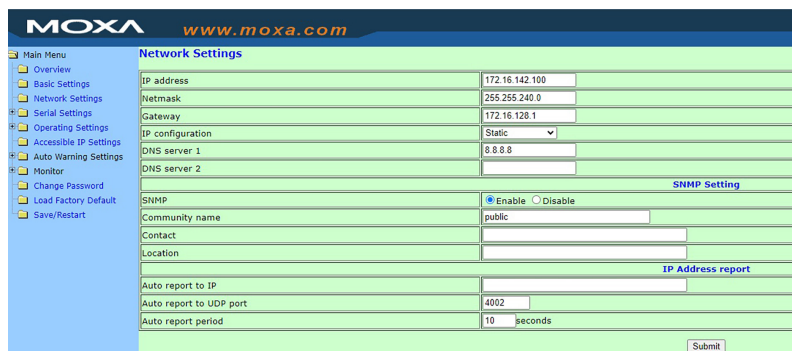 MOXA www.moxa.com
Main Menu
Overview
Basic Settings
Network Settings
Serial Settings
Operating Settings
Accessible IP Settings
Auto Warning Settings
Monitor
Change Password
Load Factory Default
Save/Restart
Network Settings
IP address 172.16.142.100
Netmask 255.255.240.0
Gateway 172.16.128.1
IP configuration Static
DNS server 1 8.8.8.8
DNS server 2
SNMP Setting
SNMP Enable Disable
Community name public
Contact
Location
IP Address report
Auto report to IP
Auto report to UDP port 4002
Auto report period 10 seconds
Submit